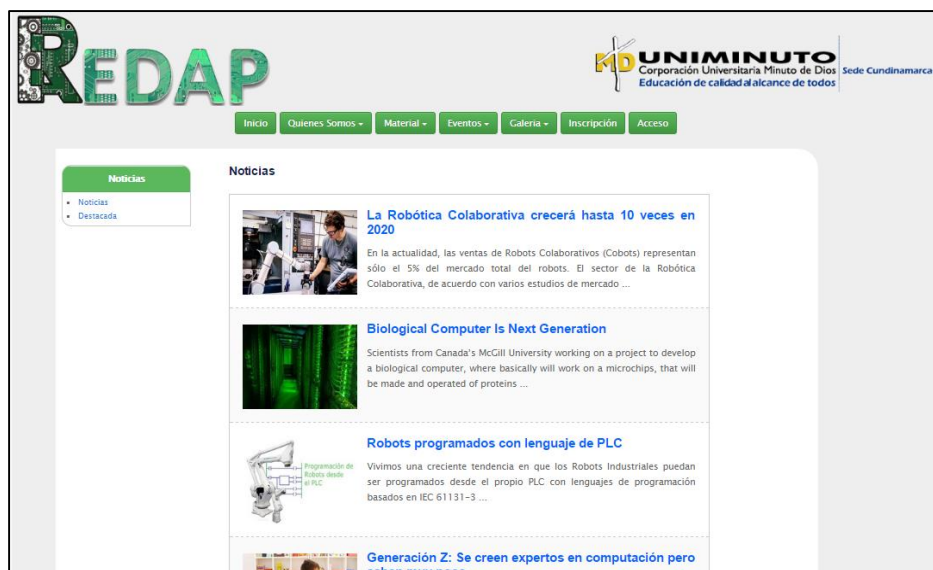 REDAP
UNIMINUTO
Corporación Universitaria Minuto de Dios
Educación de calidad al alcance de todos
Sede Cundinamarca
Inicio
Quienes Somos
Material
Eventos
Galeria
Inscripción
Acceso
Noticias
Noticias
Destacada
Noticias
La Robótica Colaborativa crecerá hasta 10 veces en
2020
En la actualidad, las ventas de Robots Colaborativos (Cobots) representan
sólo el 5% del mercado total del robots. El sector de la Robótica
Colaborativa, de acuerdo con varios estudios de mercado ...
Biological Computer Is Next Generation
Scientists from Canada's McGill University working on a project to develop
a biological computer, where basically will work on a microchips, that will
be made and operated of proteins ...
Programación de
Robots desde
el PLC
Robots programados con lenguaje de PLC
Vivimos una creciente tendencia en que los Robots Industriales puedan
ser programados desde el propio PLC con lenguajes de programación
basados en IEC 61131-3 ...
Generación Z: Se creen expertos en computación pero